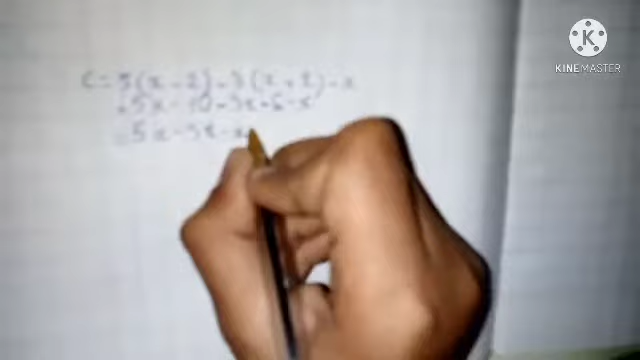 C = 5(x - 2) - 3(x + 2) - x
= 5x - 10 - 3x - 6 - x
= 5x - 3x - x
K
KINEMASTER